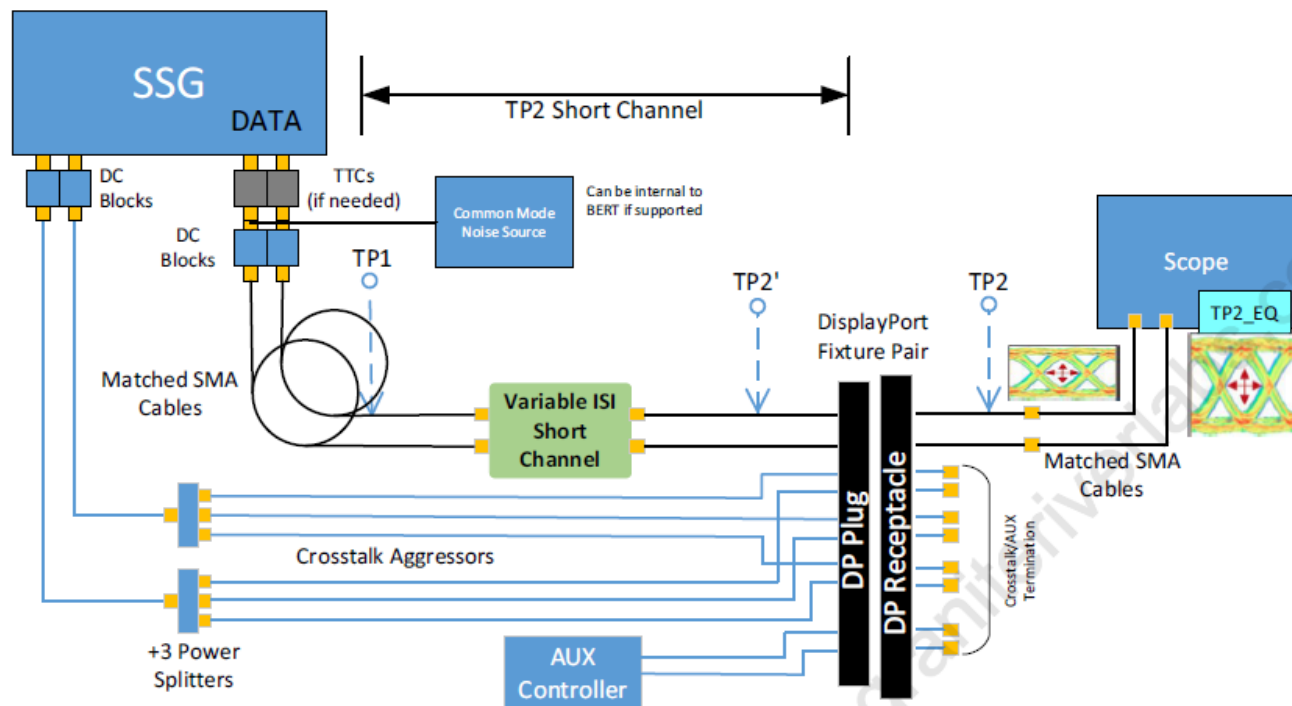 SSG
DATA
TP2 Short Channel
DC
Blocks
TTCs
(if needed)
Common Mode
Noise Source
Can be internal to
BERT if supported
DC
Blocks
TP1
TP2'
TP2
Scope
TP2_EQ
DisplayPort
Fixture Pair
Matched SMA
Cables
Variable ISI
Short
Channel
Matched SMA
Cables
DP Plug
DP Receptacle
Crosstalk/AUX
Termination
Crosstalk Aggressors
+3 Power
Splitters
AUX
Controller